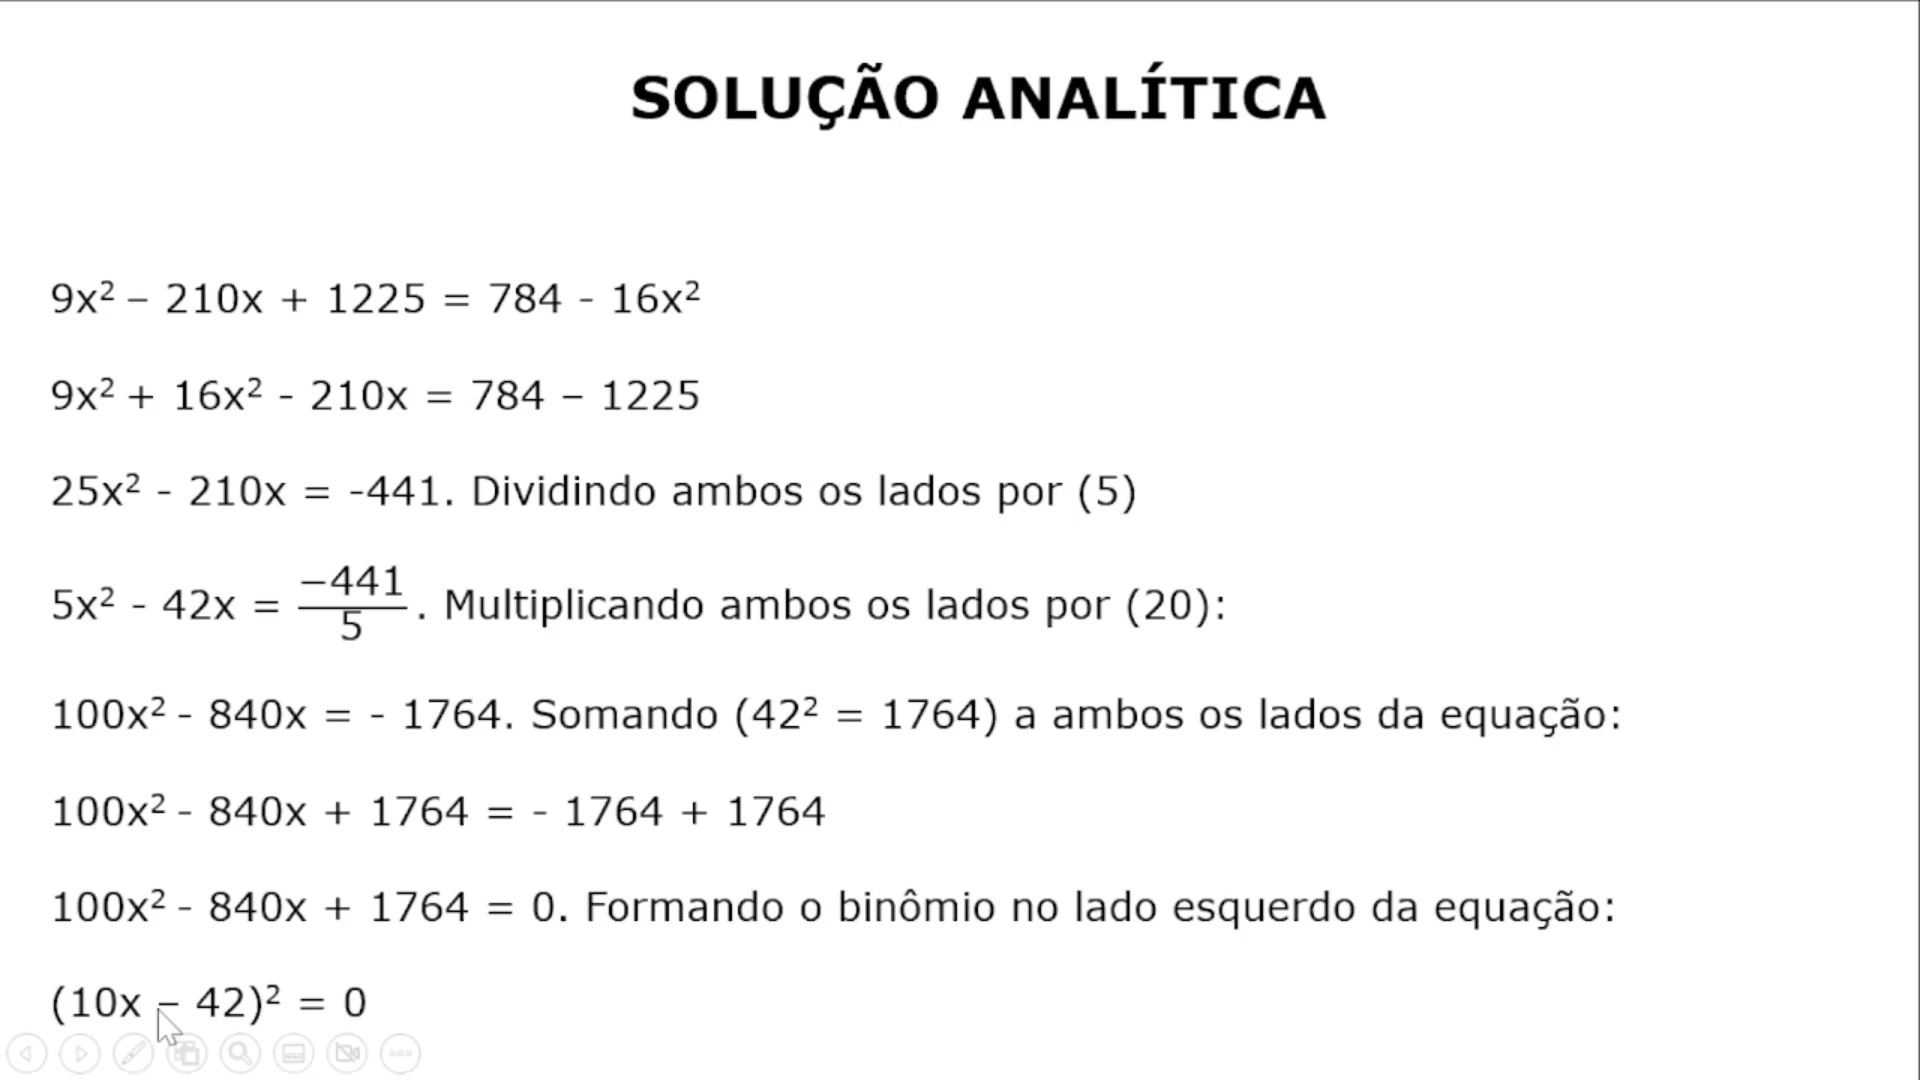 SOLUÇÃO ANALÍTICA
9x² – 210x + 1225 = 784 - 16x²
9x² + 16x² - 210x = 784 – 1225
25x² - 210x = -441. Dividindo ambos os lados por (5)
5x² - 42x = −441/5 . Multiplicando ambos os lados por (20):
100x² - 840x = - 1764. Somando (42² = 1764) a ambos os lados da equação:
100x² - 840x + 1764 = - 1764 + 1764
100x² - 840x + 1764 = 0. Formando o binômio no lado esquerdo da equação:
(10x – 42)² = 0